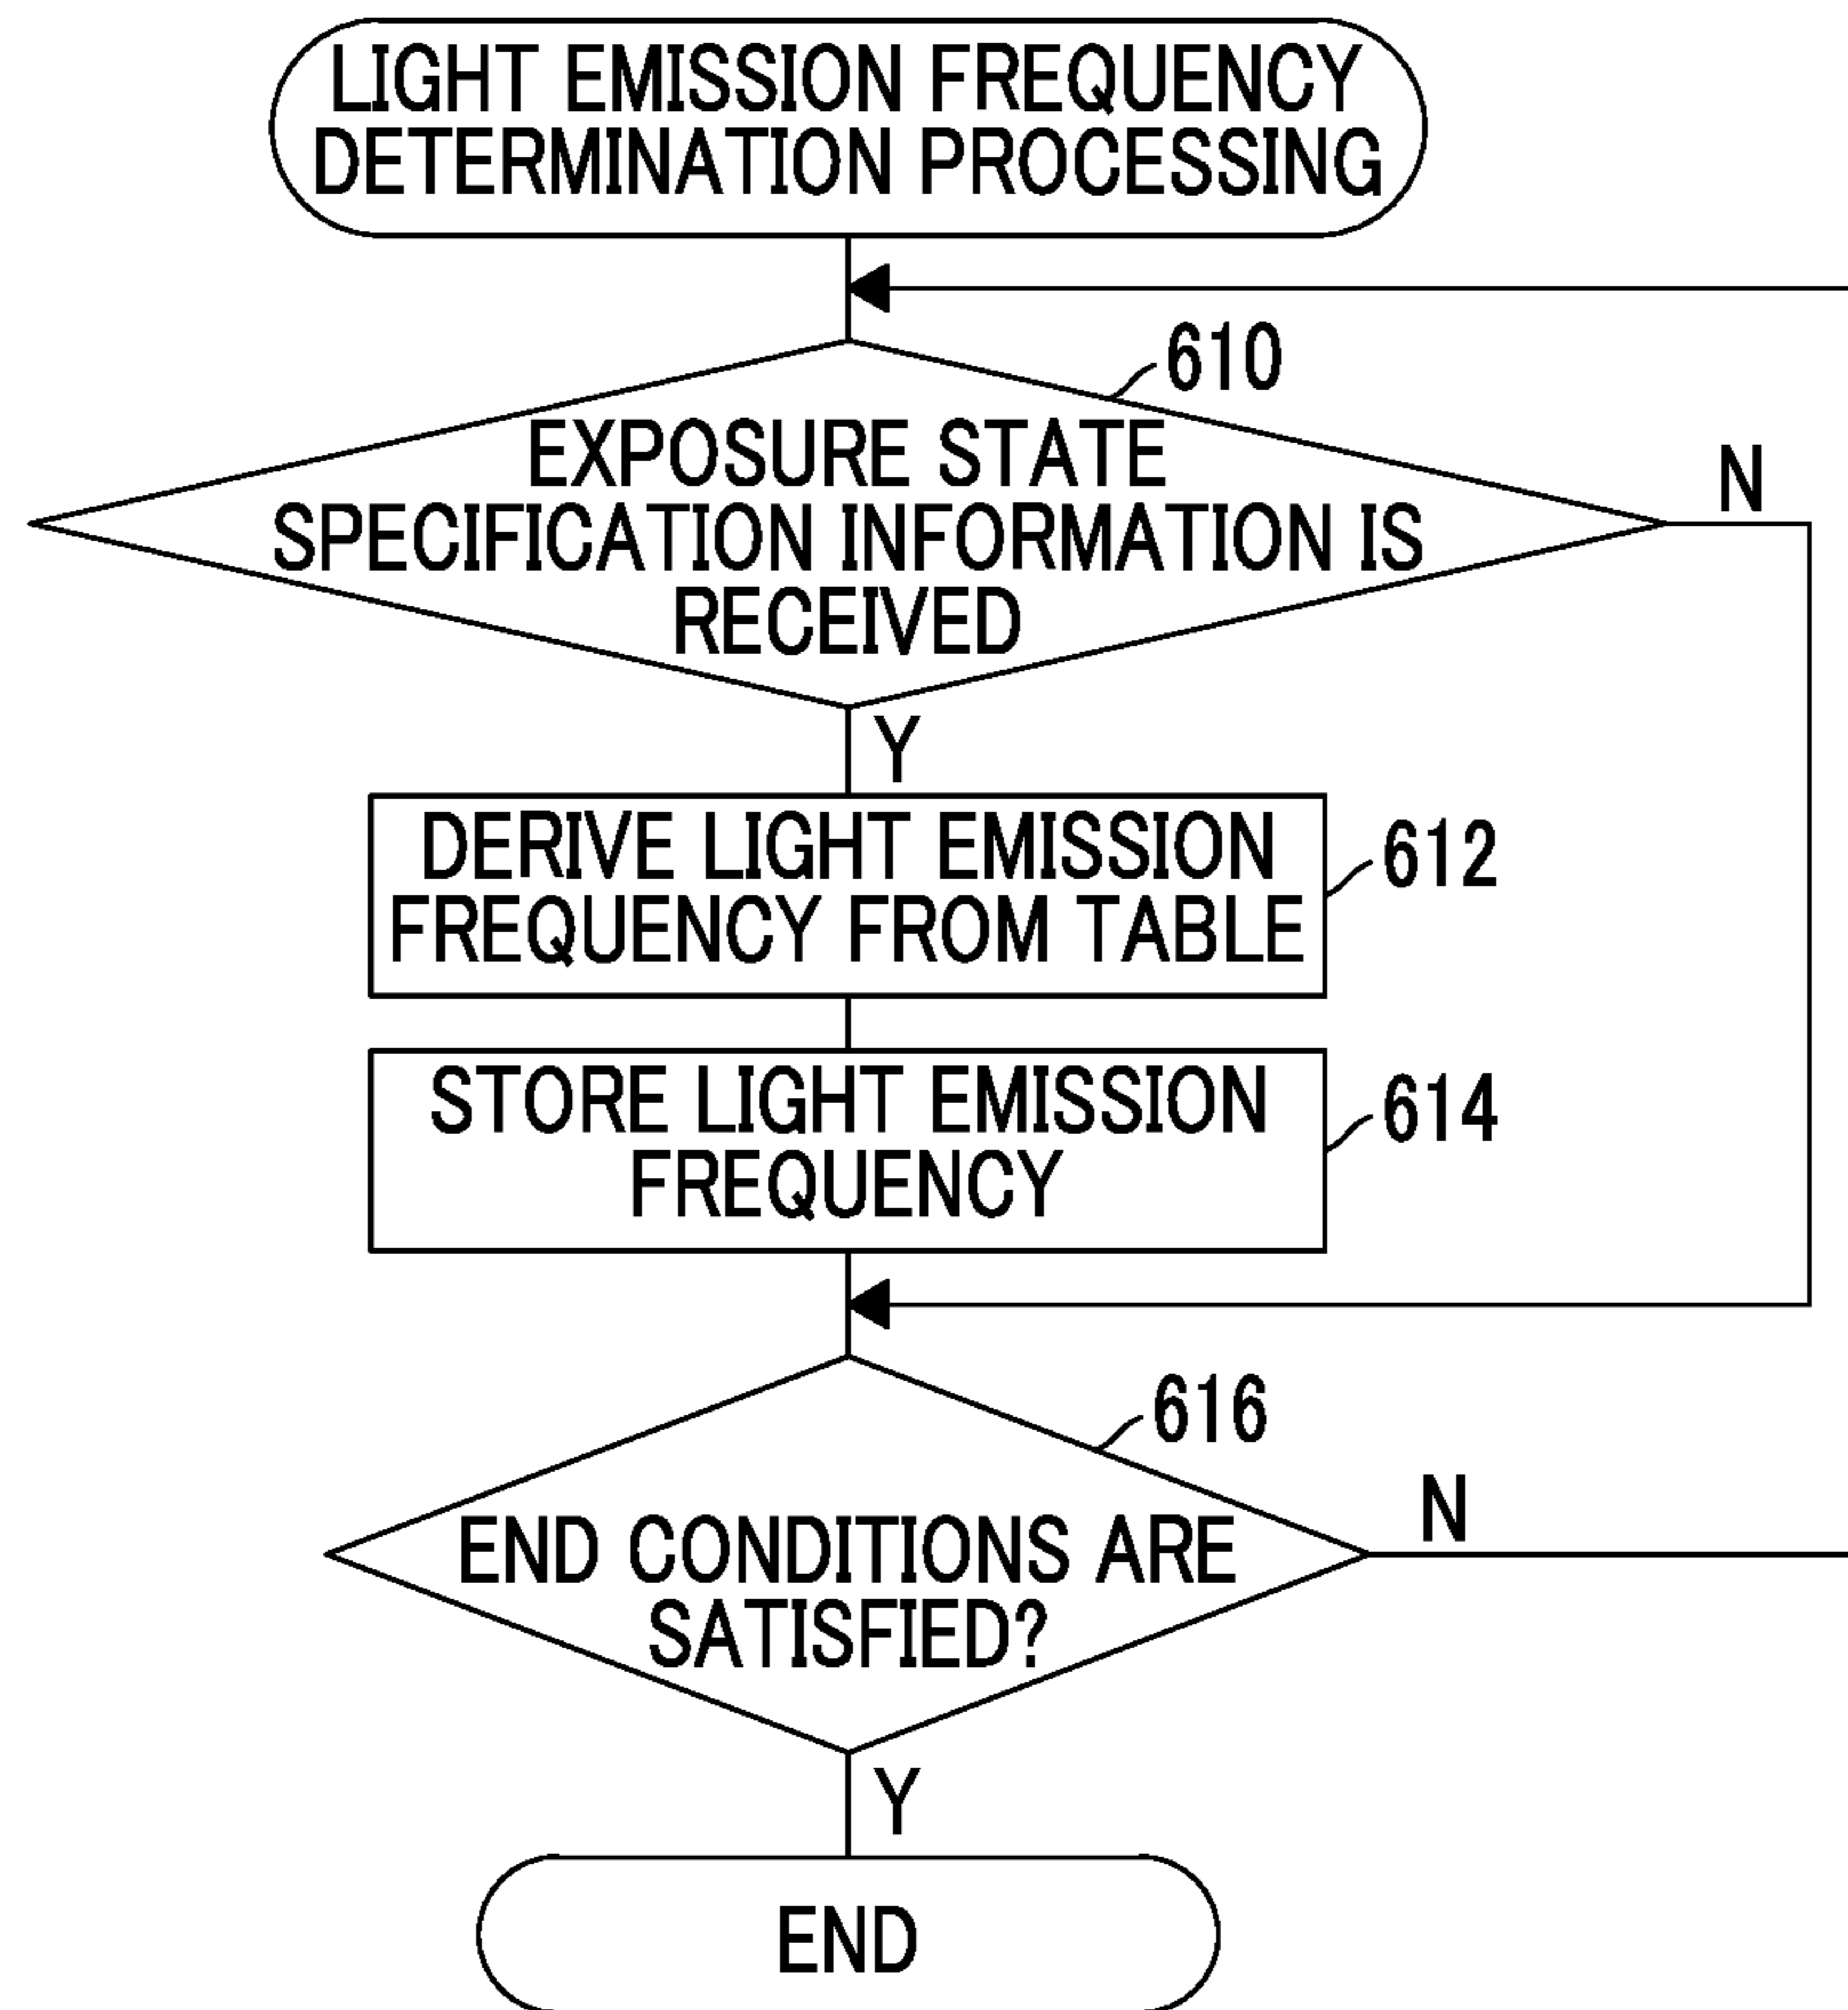 LIGHT EMISSION FREQUENCY
DETERMINATION PROCESSING
610
EXPOSURE STATE
SPECIFICATION INFORMATION IS
RECEIVED
N
Y
DERIVE LIGHT EMISSION
FREQUENCY FROM TABLE
612
STORE LIGHT EMISSION
FREQUENCY
614
616
END CONDITIONS ARE
SATISFIED?
N
Y
END